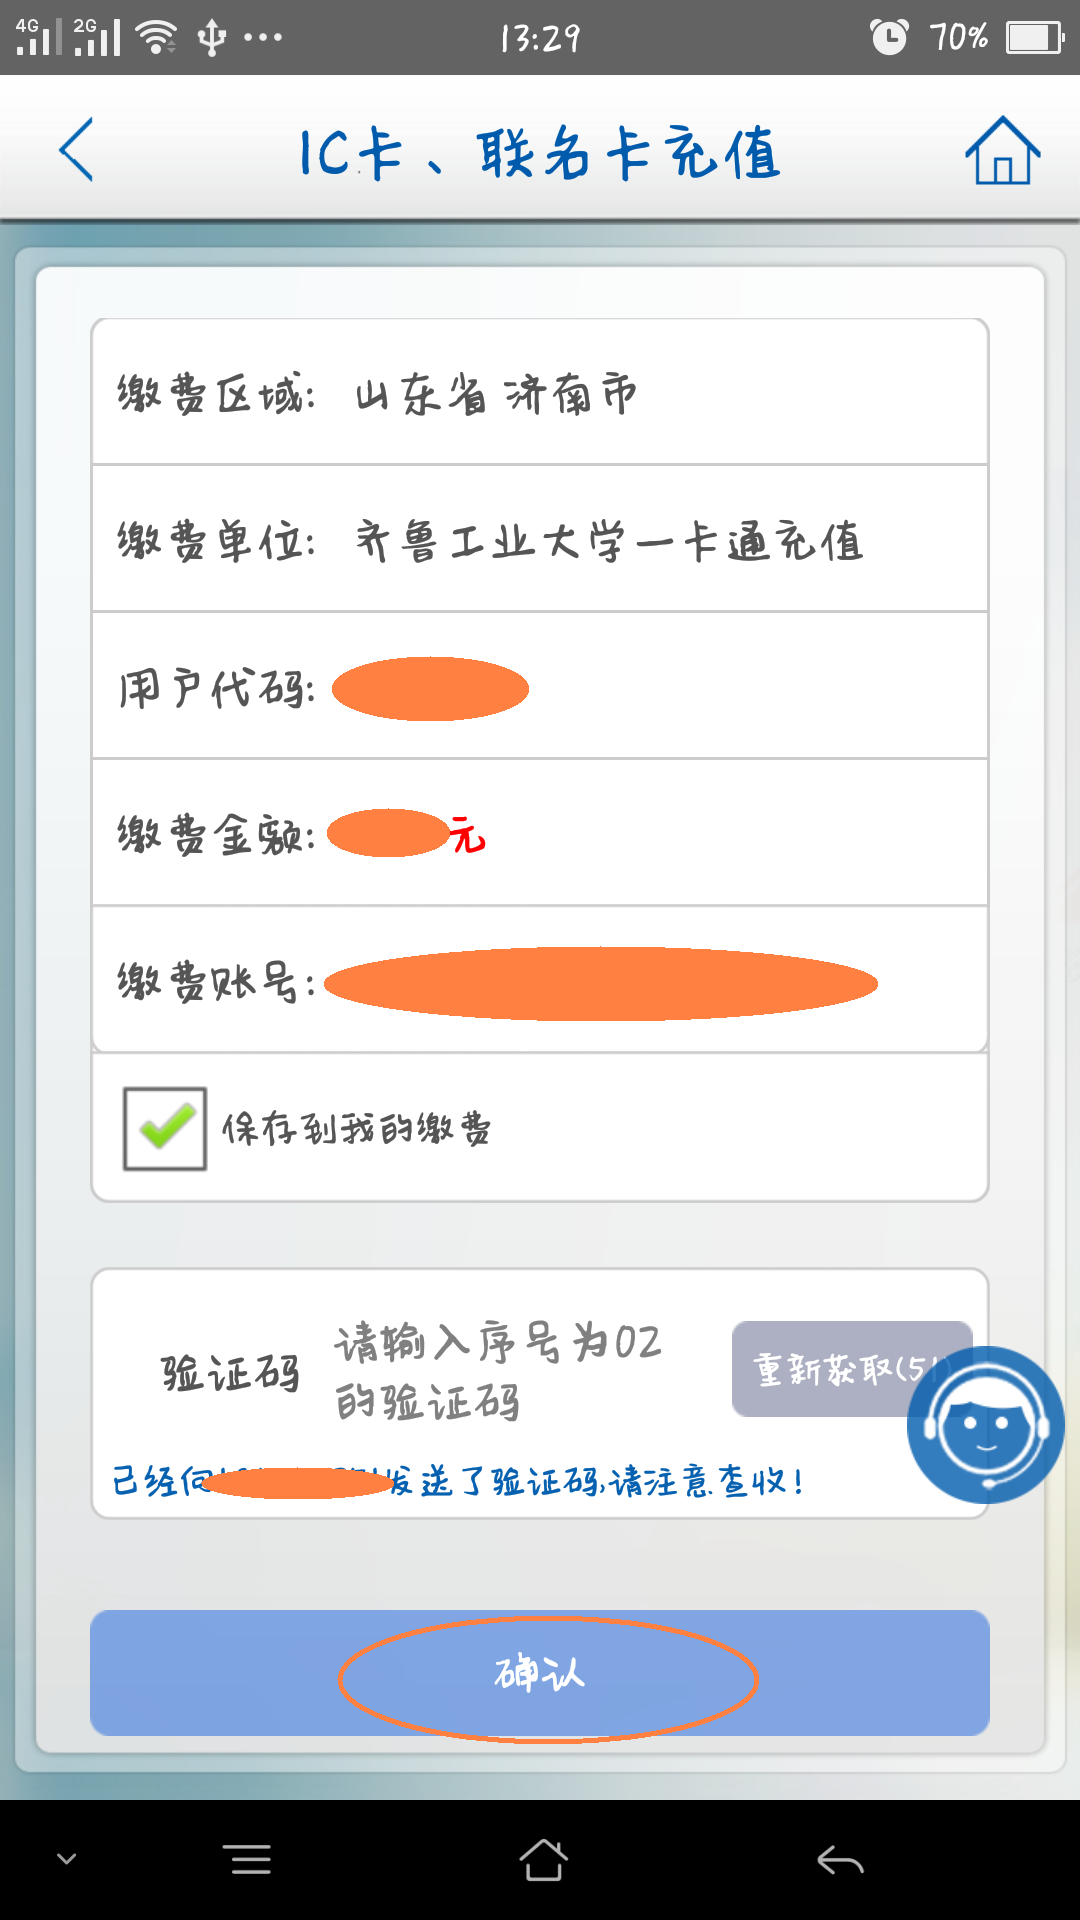 4G 2G 13:29 70%
IC卡、联名卡充值
缴费区域: 山东省 济南市
缴费单位: 齐鲁工业大学一卡通充值
用户代码:
缴费金额: 元
缴费账号:
保存到我的缴费
请输入序号为02
验证码 重新获取(51
的验证码
已经向 发送了验证码,请注意查收!
确认